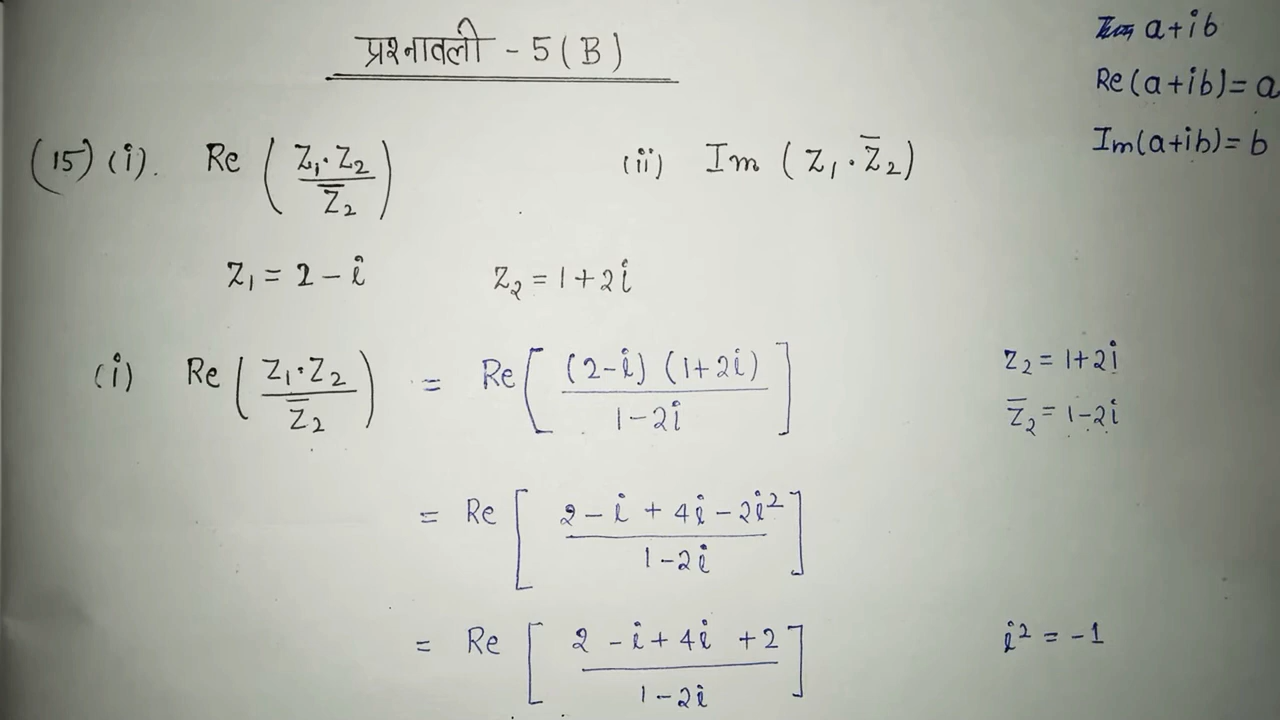 प्रश्नावली - 5 (B)
a+ib
Re(a+ib)= a
Im(a+ib)= b
(15) (i). Re ( Z₁·Z₂ / Z̅₂ ) (ii) Im ( Z₁ · Z̅₂ )
Z₁ = 2 - i Z₂ = 1 + 2i
(i) Re ( Z₁·Z₂ / Z̅₂ ) = Re [ (2-i) (1+2i) / 1-2i ]
Z₂ = 1+2i
Z̅₂ = 1-2i
= Re [ 2 - i + 4i - 2i² / 1-2i ]
= Re [ 2 - i + 4i + 2 / 1-2i ] i² = -1